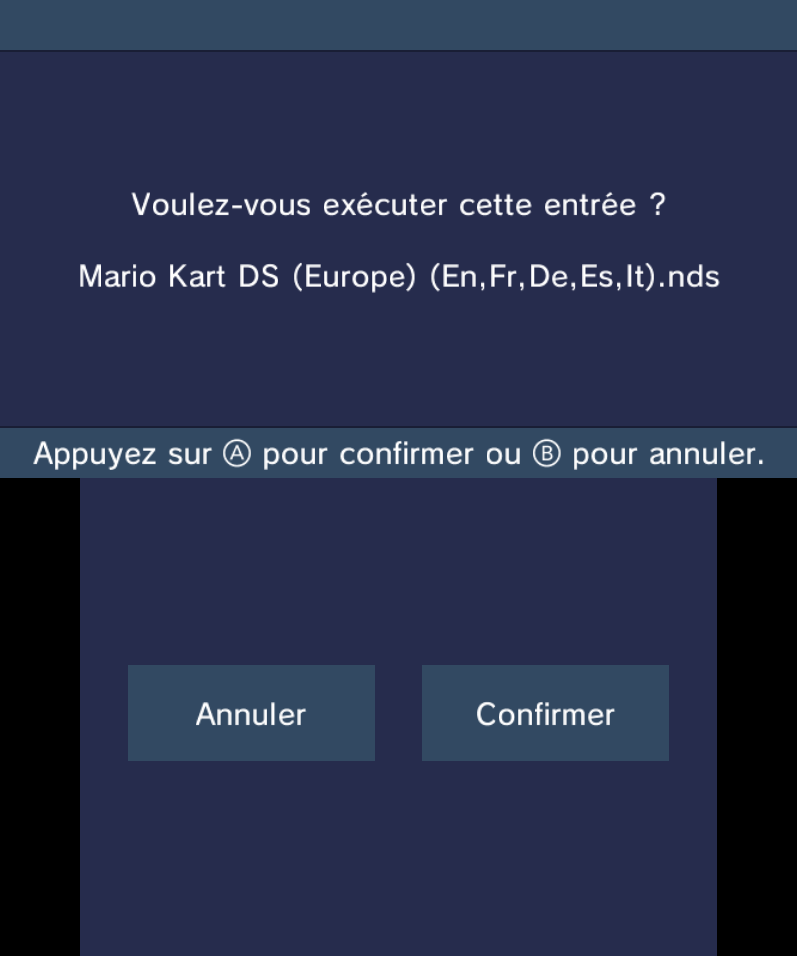 Voulez-vous exécuter cette entrée ?
Mario Kart DS (Europe) (En,Fr,De,Es,It).nds
Appuyez sur Ⓐ pour confirmer ou Ⓑ pour annuler.
Annuler
Confirmer